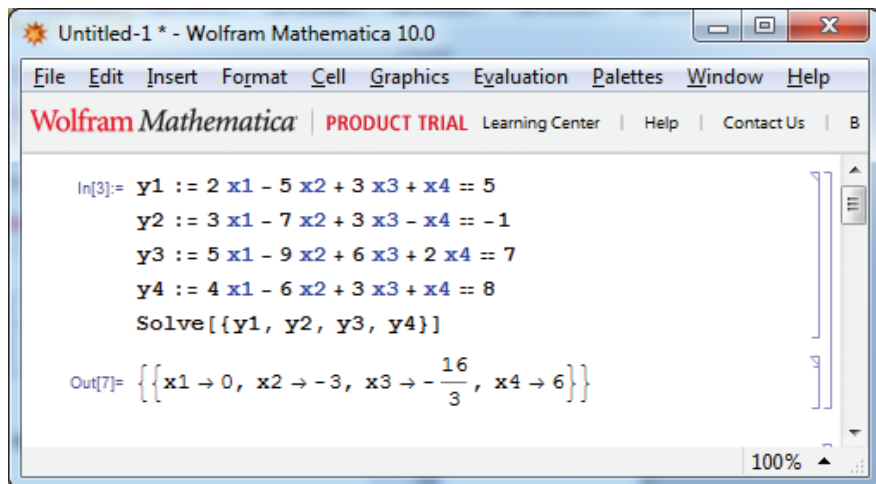 Untitled-1 * - Wolfram Mathematica 10.0
File Edit Insert Format Cell Graphics Evaluation Palettes Window Help
Wolfram Mathematica | PRODUCT TRIAL Learning Center | Help | Contact Us | B
In[3]:= y1 := 2 x1 - 5 x2 + 3 x3 + x4 == 5
y2 := 3 x1 - 7 x2 + 3 x3 - x4 == -1
y3 := 5 x1 - 9 x2 + 6 x3 + 2 x4 == 7
y4 := 4 x1 - 6 x2 + 3 x3 + x4 == 8
Solve[{y1, y2, y3, y4}]
Out[7]= {{x1 → 0, x2 → -3, x3 → -16/3, x4 → 6}}
100%